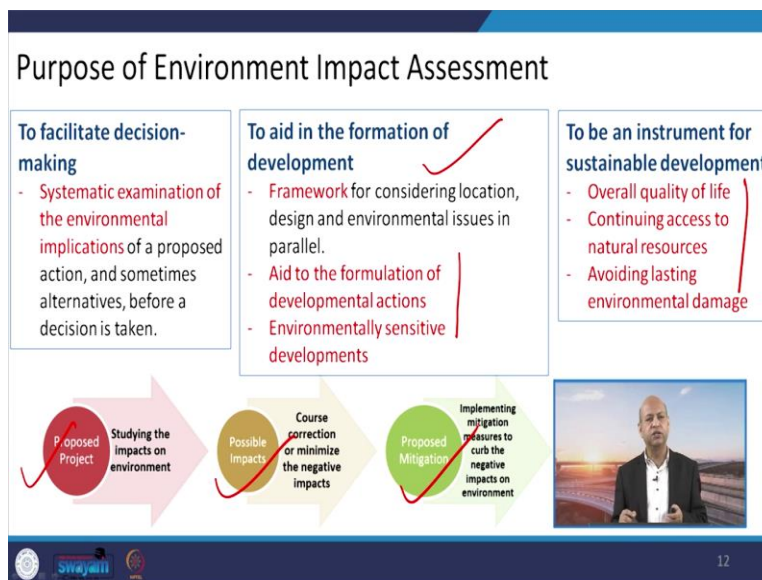 Purpose of Environment Impact Assessment
To facilitate decision-
making
- Systematic examination of
the environmental
implications of a proposed
action, and sometimes
alternatives, before a
decision is taken.
To aid in the formation of
development
- Framework for considering location,
design and environmental issues in
parallel.
- Aid to the formulation of
developmental actions
- Environmentally sensitive
developments
To be an instrument for
sustainable development
- Overall quality of life
- Continuing access to
natural resources
- Avoiding lasting
environmental damage
Proposed
Project
Studying the
impacts on
environment
Possible
Impacts
Course
correction
or minimize
the negative
impacts
Proposed
Mitigation
Implementing
mitigation
measures to
curb the
negative
impacts on
environment
swayam
12